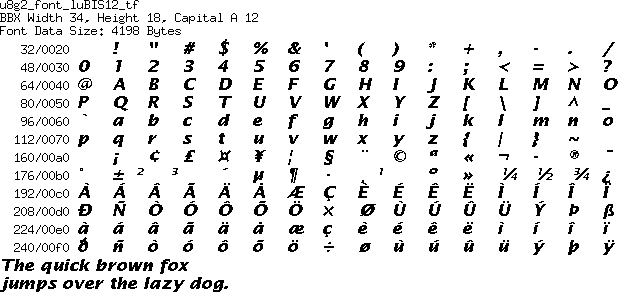 u8g2_font_luBIS12_tf
BBX Width 34, Height 18, Capital A 12
Font Data Size: 4198 Bytes
32/0020 ! " # $ % & ' ( ) * + , - . /
48/0030 0 1 2 3 4 5 6 7 8 9 : ; < = > ?
64/0040 @ A B C D E F G H I J K L M N O
80/0050 P Q R S T U V W X Y Z [ \ ] ^ _
96/0060 ` a b c d e f g h i j k l m n o
112/0070 p q r s t u v w x y z { | } ~
160/00a0 ¡ ¢ £ ¤ ¥ ¦ § ¨ © ª « ¬ - ® ¯
176/00b0 ° ± ² ³ ´ µ ¶ · ¸ ¹ º » ¼ ½ ¾ ¿
192/00c0 À Á Â Ã Ä Å Æ Ç È É Ê Ë Ì Í Î Ï
208/00d0 Ð Ñ Ò Ó Ô Õ Ö × Ø Ù Ú Û Ü Ý Þ ß
224/00e0 à á â ã ä å æ ç è é ê ë ì í î ï
240/00f0 ð ñ ò ó ô õ ö ÷ ø ù ú û ü ý þ ÿ
The quick brown fox
jumps over the lazy dog.